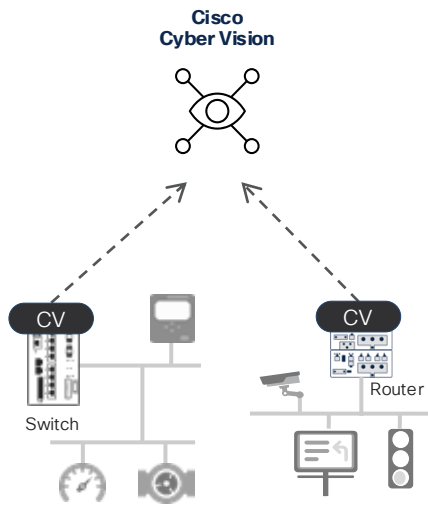 Cisco
Cyber Vision
CV
CV
Switch
Router